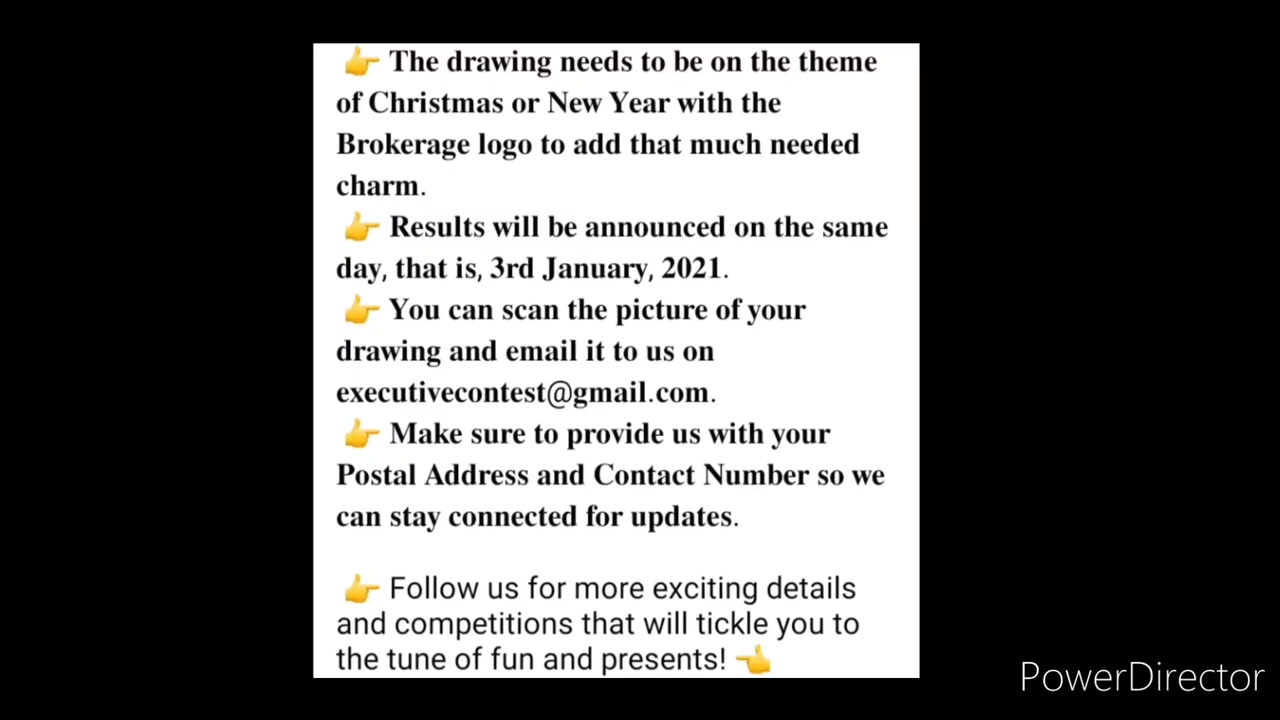 👉 The drawing needs to be on the theme
of Christmas or New Year with the
Brokerage logo to add that much needed
charm.
👉 Results will be announced on the same
day, that is, 3rd January, 2021.
👉 You can scan the picture of your
drawing and email it to us on
executivecontest@gmail.com.
👉 Make sure to provide us with your
Postal Address and Contact Number so we
can stay connected for updates.
👉 Follow us for more exciting details
and competitions that will tickle you to
the tune of fun and presents! 👈
PowerDirector